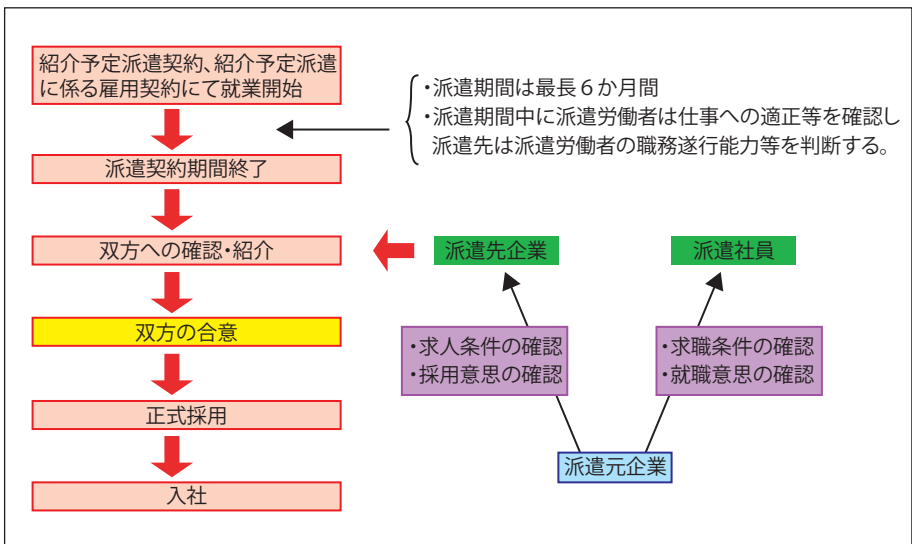 紹介予定派遣契約、紹介予定派遣
に係る雇用契約にて就業開始
・派遣期間は最長6か月間
・派遣期間中に派遣労働者は仕事への適正等を確認し
派遣先は派遣労働者の職務遂行能力等を判断する。
派遣契約期間終了
双方への確認・紹介
派遣先企業
派遣社員
双方の合意
・求人条件の確認
・採用意思の確認
・求職条件の確認
・就職意思の確認
正式採用
派遣元企業
入社